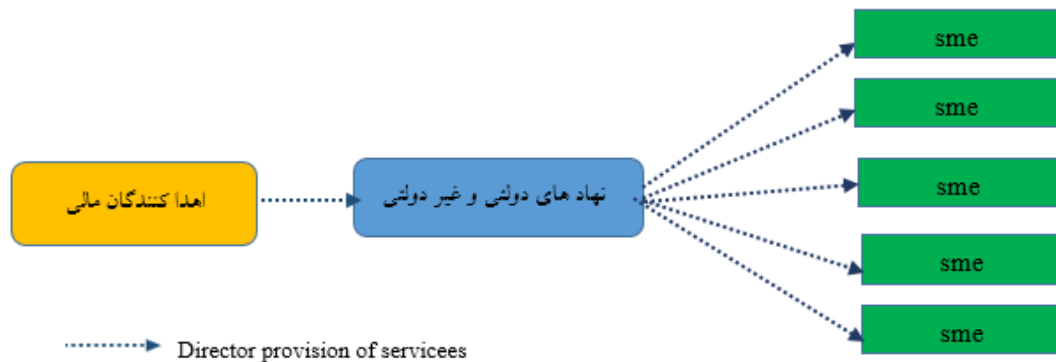 sme
sme
اهدا کنندگان مالی
نهاد های دولتی و غیر دولتی
sme
sme
sme
Director provision of servicees